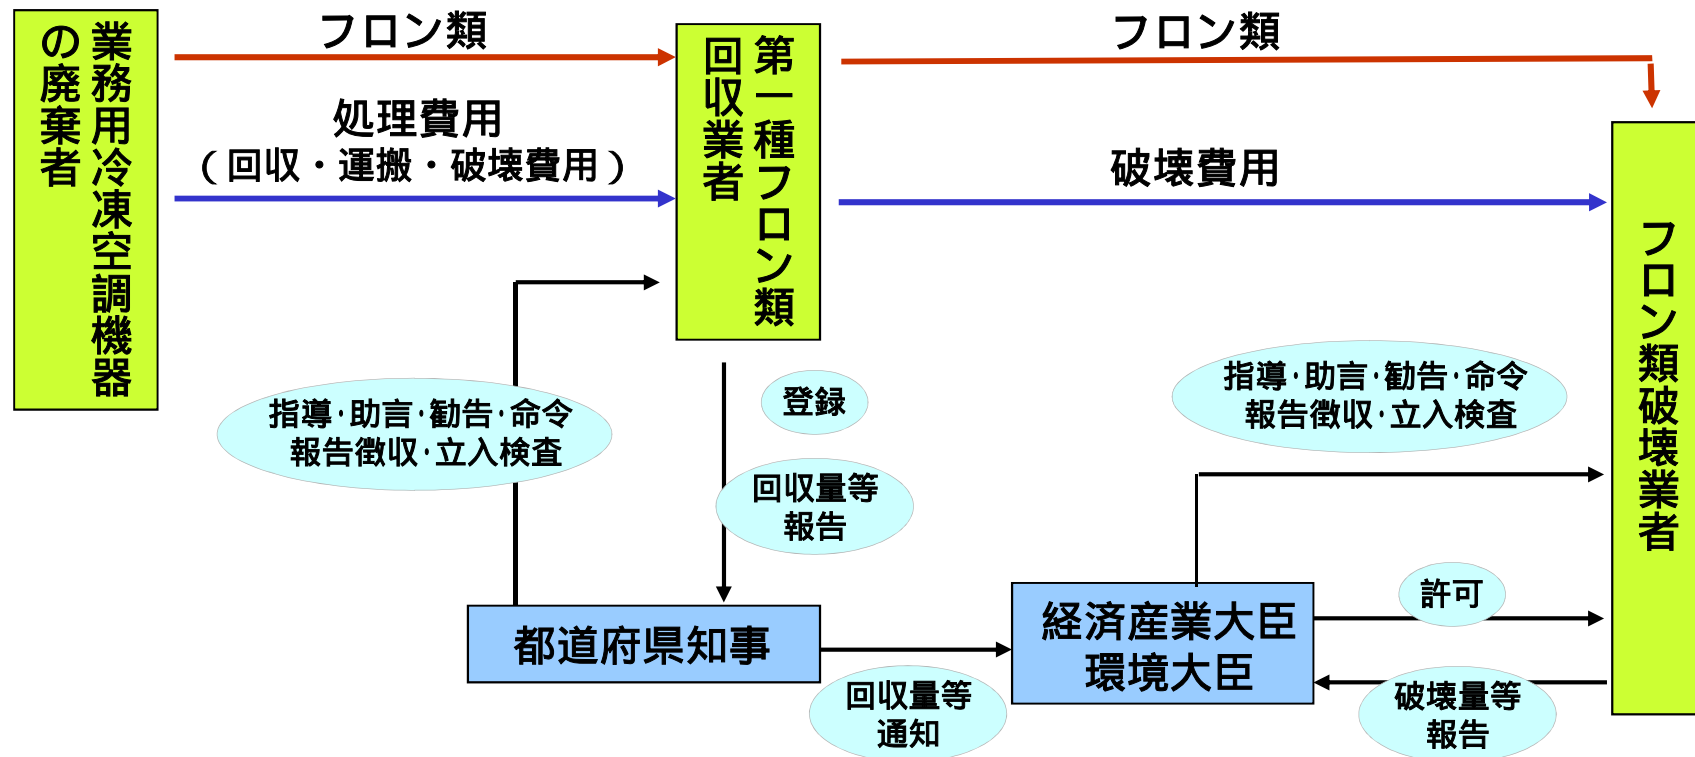 業務用冷凍空調機器
の廃棄者
フロン類
処理費用
（回収・運搬・破壊費用）
第一種フロン類
回収業者
フロン類
破壊費用
フロン類破壊業者
指導・助言・勧告・命令
報告徴収・立入検査
登録
回収量等
報告
指導・助言・勧告・命令
報告徴収・立入検査
都道府県知事
回収量等
通知
経済産業大臣
環境大臣
許可
破壊量等
報告